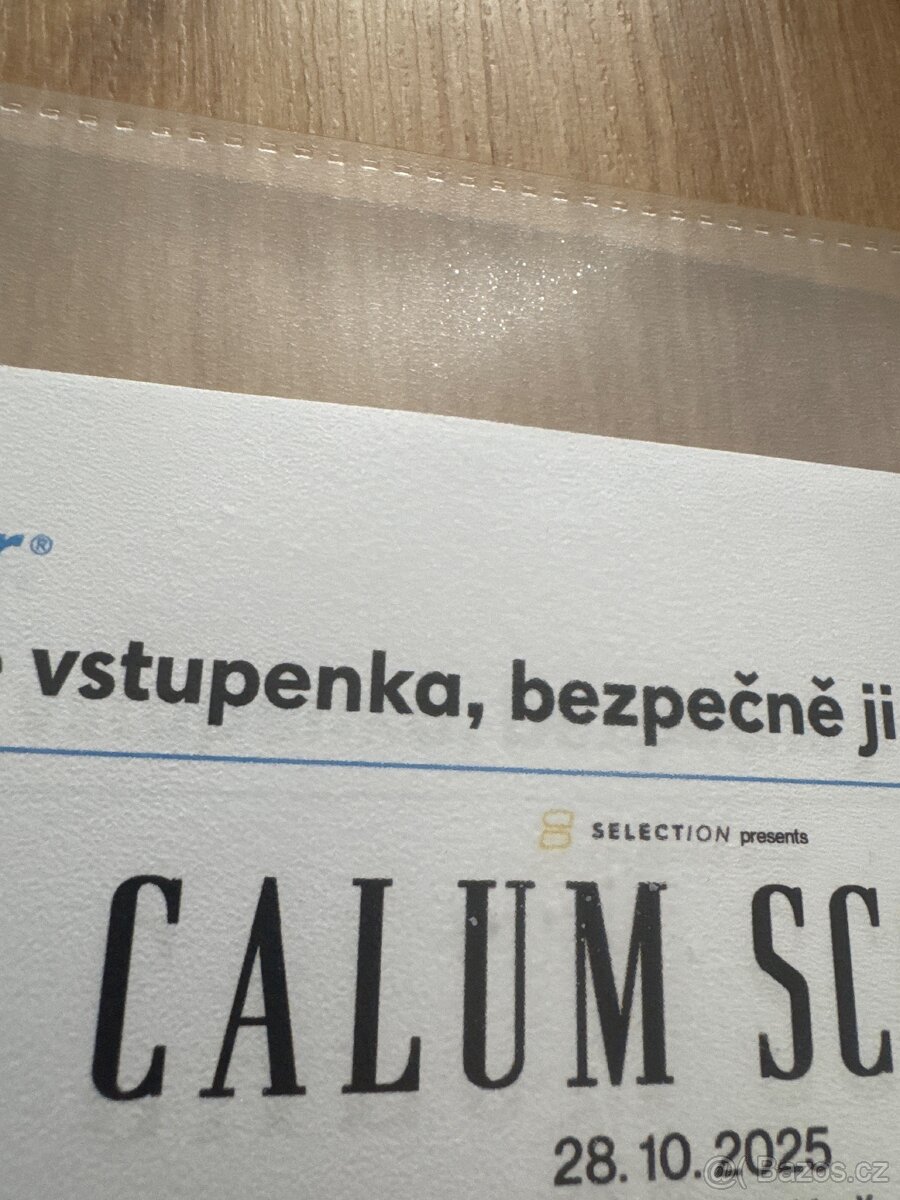 r®
vstupenka, bezpečně ji
SELECTION presents
CALUM SC
28.10.2025
@ Bazos.cz